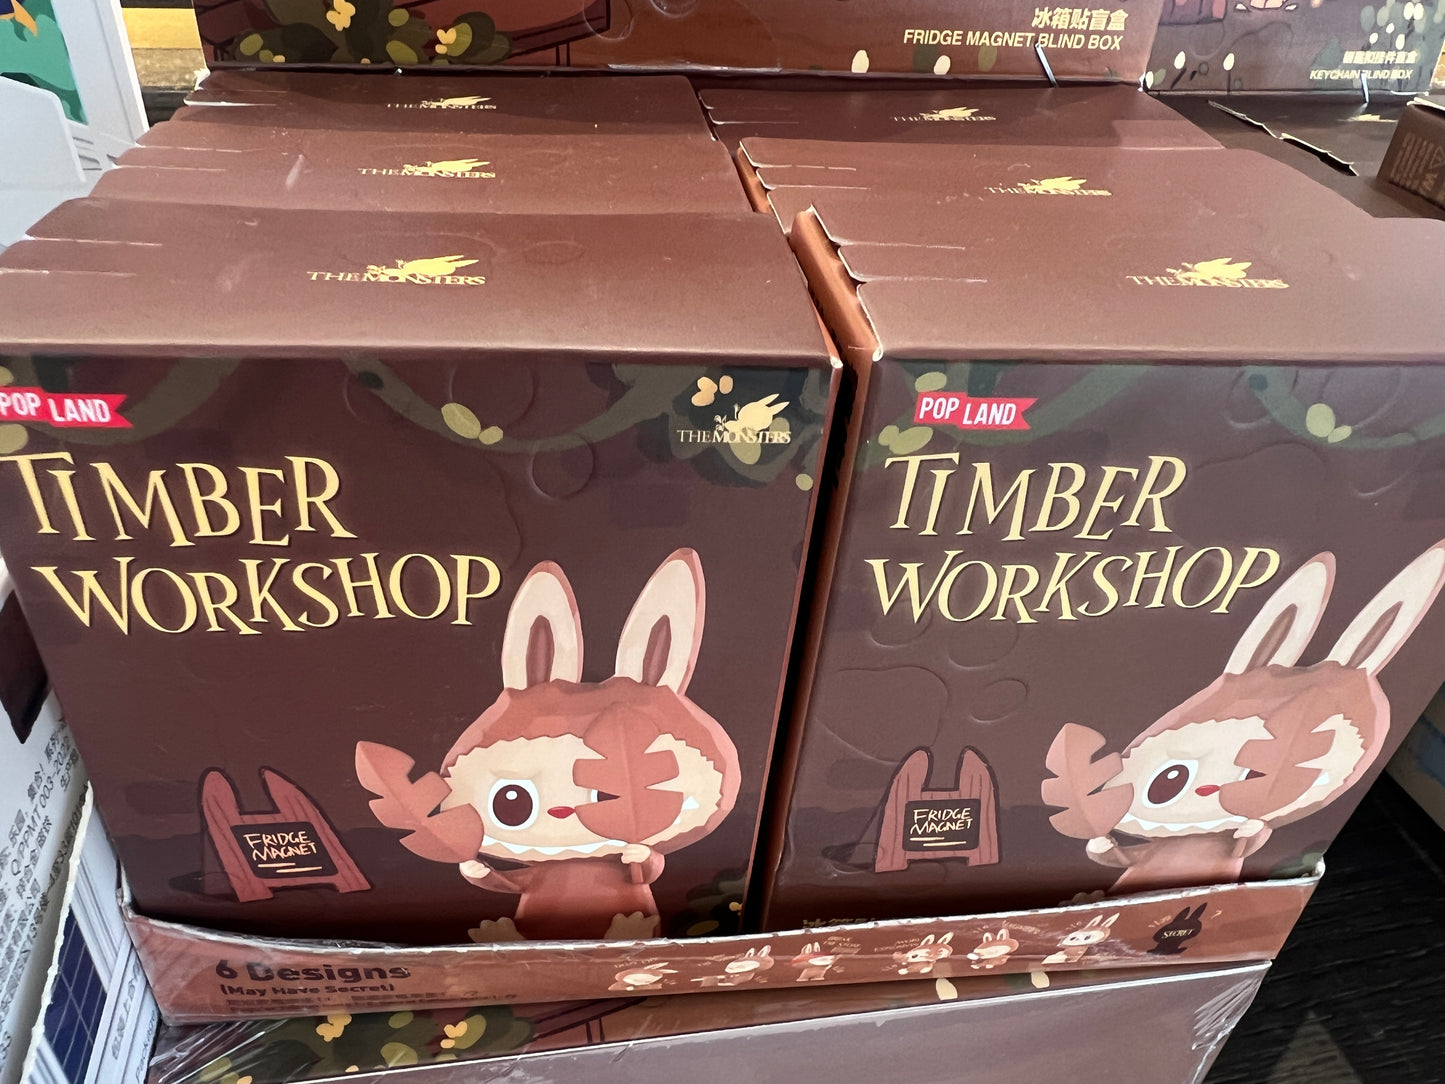 冰箱贴盲盒
FRIDGE MAGNET BLIND BOX
KEYCHAIN BLIND BOX
THE MONSTERS
THE MONSTERS
THE MONSTERS
THE MONSTERS
THE MONSTERS
THE MONSTERS
POP LAND
THE MONSTERS
TIMBER
WORKSHOP
FRIDGE
MAGNET
POP LAND
TIMBER
WORKSHOP
FRIDGE
MAGNET
6 Designs
(May Have Secret)
SECRET